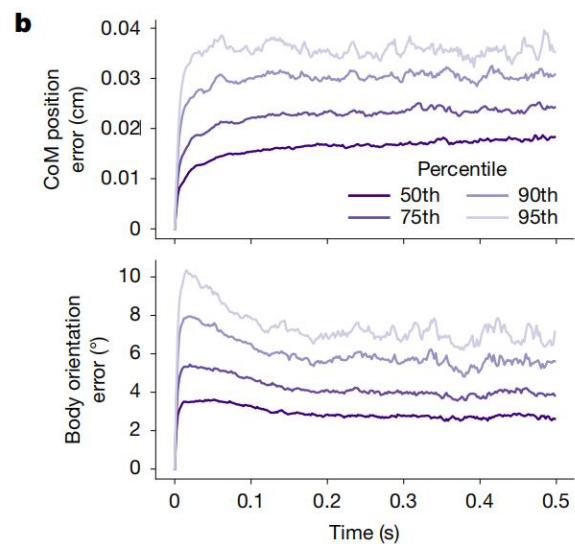 b
CoM position
error (cm)
0.04
0.03
0.02
0.01
0
Percentile
50th 90th
75th 95th
Body orientation
error (°)
10
8
6
4
2
0
0 0.1 0.2 0.3 0.4 0.5
Time (s)